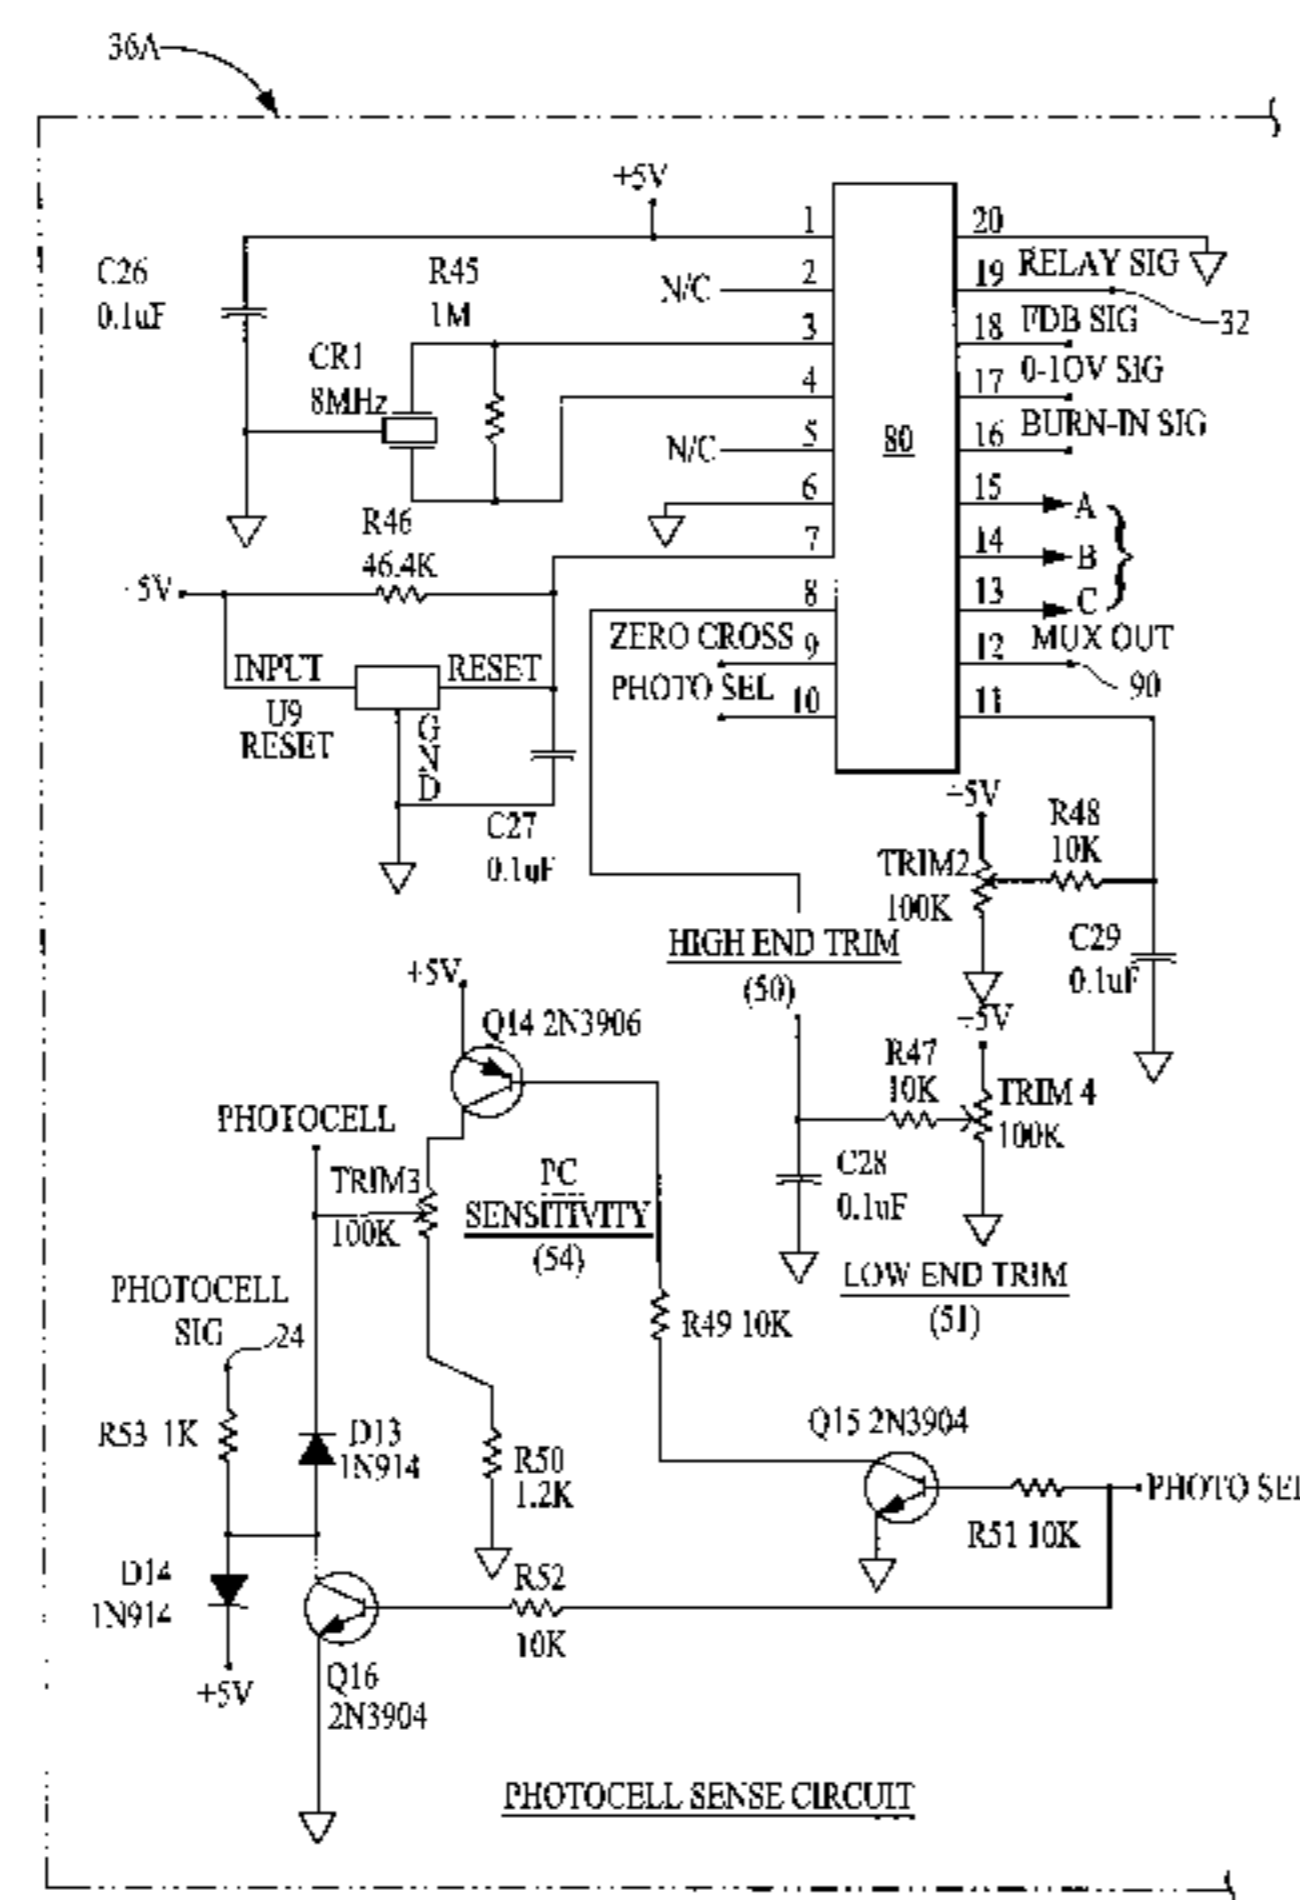 36A
+5V
1
20
C26
0.1uF
R45
1M
N/C
2
19
RELAY SIG
32
3
18
FDB SIG
CR1
8MHz
4
17
0-10V SIG
N/C
5
80
16
BURN-IN SIG
6
15
A
R46
46.4K
7
14
B
5V
8
13
C
ZERO CROSS
9
12
MUX OUT
90
INPUT
RESET
PHOTO SEL
10
11
U9
RESET
GND
C27
0.1uF
+5V
R48
10K
TRIM2
100K
HIGH END TRIM
(50)
C29
0.1uF
+5V
Q14 2N3906
+5V
R47
10K
TRIM 4
100K
PHOTOCELL
TRIM3
100K
PC
SENSITIVITY
(54)
C28
0.1uF
LOW END TRIM
(51)
PHOTOCELL
SIG
24
R49 10K
R53 1K
D13
1N914
R50
1.2K
Q15 2N3904
R51 10K
PHOTO SEL
D14
1N914
R52
10K
+5V
Q16
2N3904
PHOTOCELL SENSE CIRCUIT